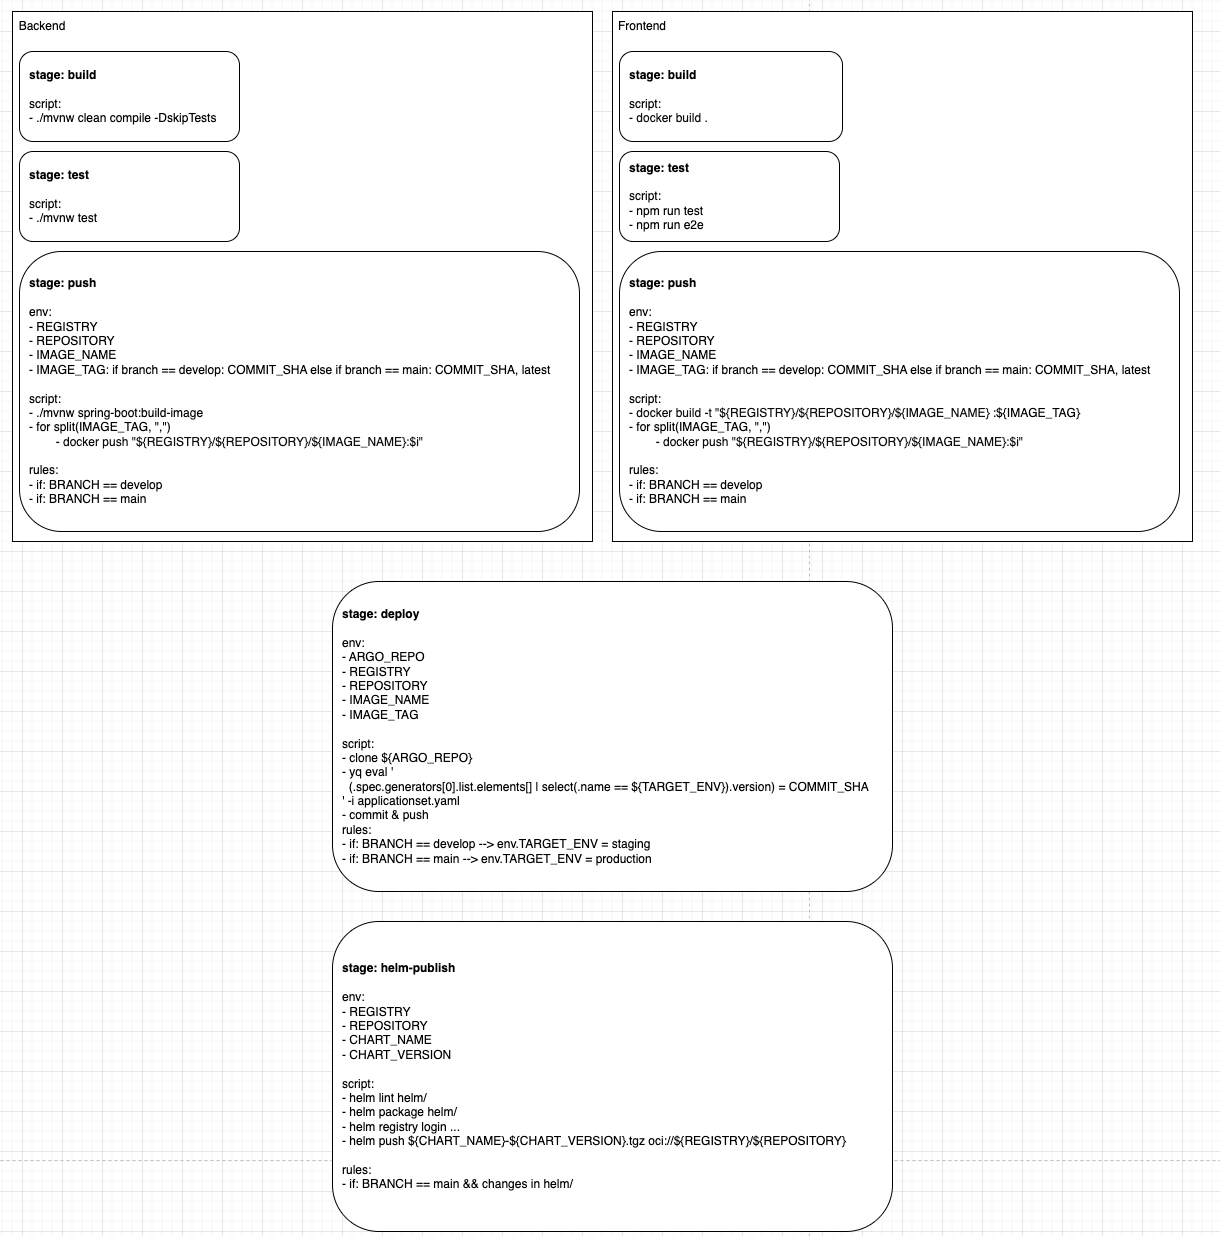 Backend
stage: build
script:
- ./mvnw clean compile -DskipTests
stage: test
script:
- ./mvnw test
stage: push
env:
- REGISTRY
- REPOSITORY
- IMAGE_NAME
- IMAGE_TAG: if branch == develop: COMMIT_SHA else if branch == main: COMMIT_SHA, latest
script:
- ./mvnw spring-boot:build-image
- for split(IMAGE_TAG, ",")
- docker push "${REGISTRY}/${REPOSITORY}/${IMAGE_NAME}:$i"
rules:
- if: BRANCH == develop
- if: BRANCH == main
Frontend
stage: build
script:
- docker build .
stage: test
script:
- npm run test
- npm run e2e
stage: push
env:
- REGISTRY
- REPOSITORY
- IMAGE_NAME
- IMAGE_TAG: if branch == develop: COMMIT_SHA else if branch == main: COMMIT_SHA, latest
script:
- docker build -t "${REGISTRY}/${REPOSITORY}/${IMAGE_NAME} :${IMAGE_TAG}
- for split(IMAGE_TAG, ",")
- docker push "${REGISTRY}/${REPOSITORY}/${IMAGE_NAME}:$i"
rules:
- if: BRANCH == develop
- if: BRANCH == main
stage: deploy
env:
- ARGO_REPO
- REGISTRY
- REPOSITORY
- IMAGE_NAME
- IMAGE_TAG
script:
- clone ${ARGO_REPO}
- yq eval '
(.spec.generators[0].list.elements[] | select(.name == ${TARGET_ENV}).version) = COMMIT_SHA
' -i applicationset.yaml
- commit & push
rules:
- if: BRANCH == develop --> env.TARGET_ENV = staging
- if: BRANCH == main --> env.TARGET_ENV = production
stage: helm-publish
env:
- REGISTRY
- REPOSITORY
- CHART_NAME
- CHART_VERSION
script:
- helm lint helm/
- helm package helm/
- helm registry login ...
- helm push ${CHART_NAME}-${CHART_VERSION}.tgz oci://${REGISTRY}/${REPOSITORY}
rules:
- if: BRANCH == main && changes in helm/